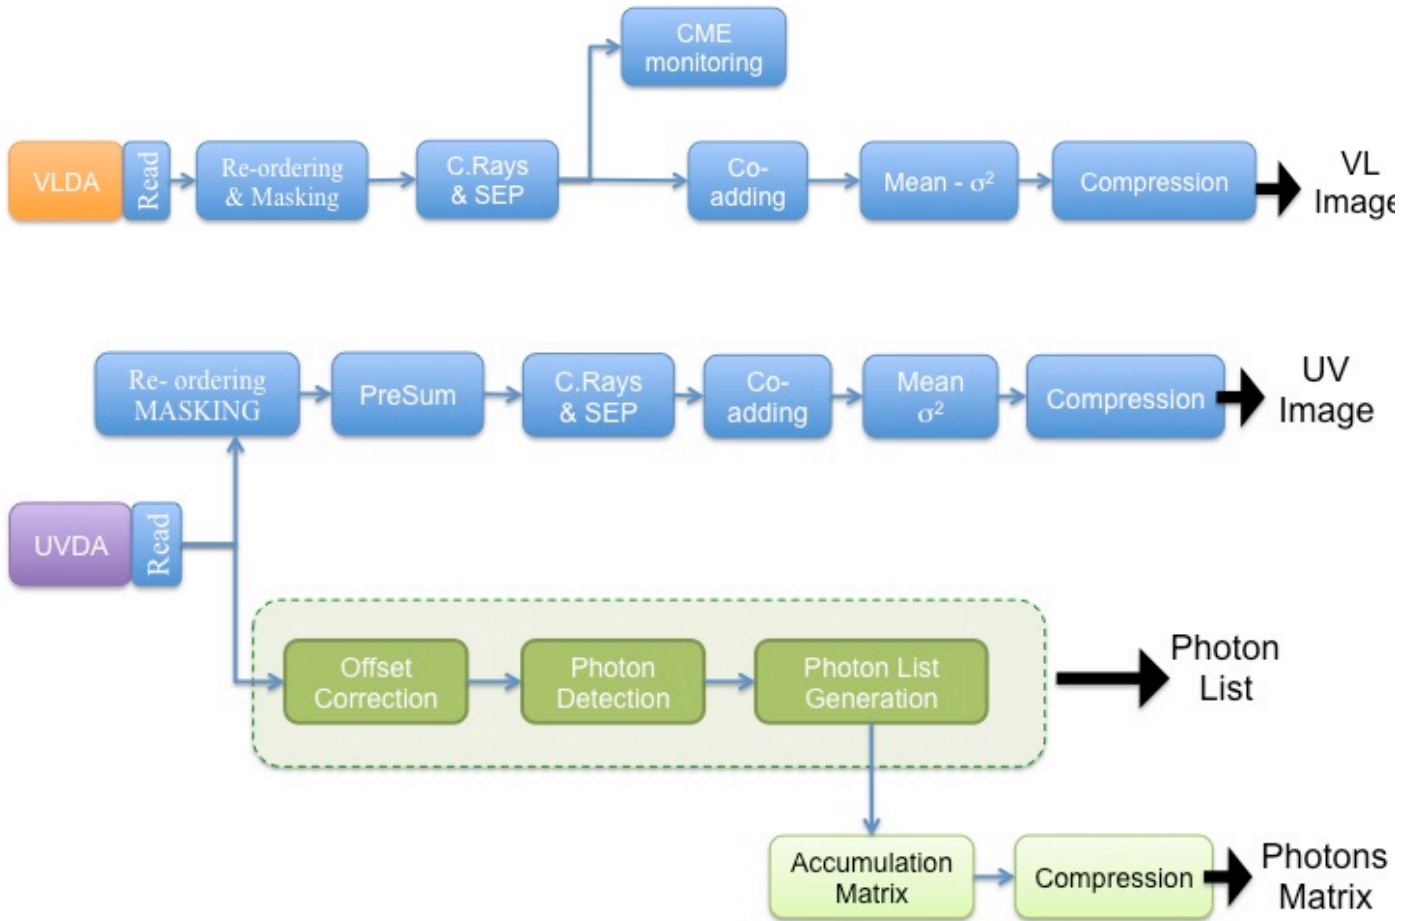 CME
monitoring
VLDA
Read
Re-ordering
& Masking
C.Rays
& SEP
Co-
adding
Mean - σ²
Compression
VL
Image
Re- ordering
MASKING
PreSum
C.Rays
& SEP
Co-
adding
Mean
σ²
Compression
UV
Image
UVDA
Read
Offset
Correction
Photon
Detection
Photon List
Generation
Photon
List
Accumulation
Matrix
Compression
Photons
Matrix